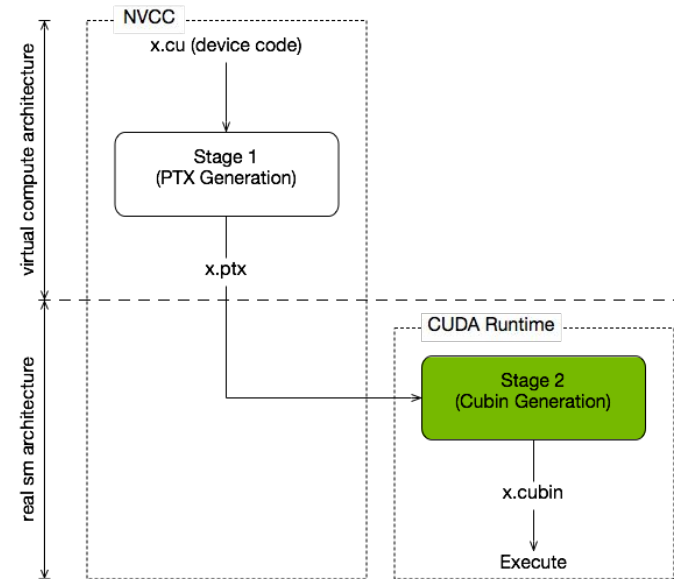 NVCC
x.cu (device code)
Stage 1
(PTX Generation)
x.ptx
virtual compute architecture
real sm architecture
CUDA Runtime
Stage 2
(Cubin Generation)
x.cubin
Execute